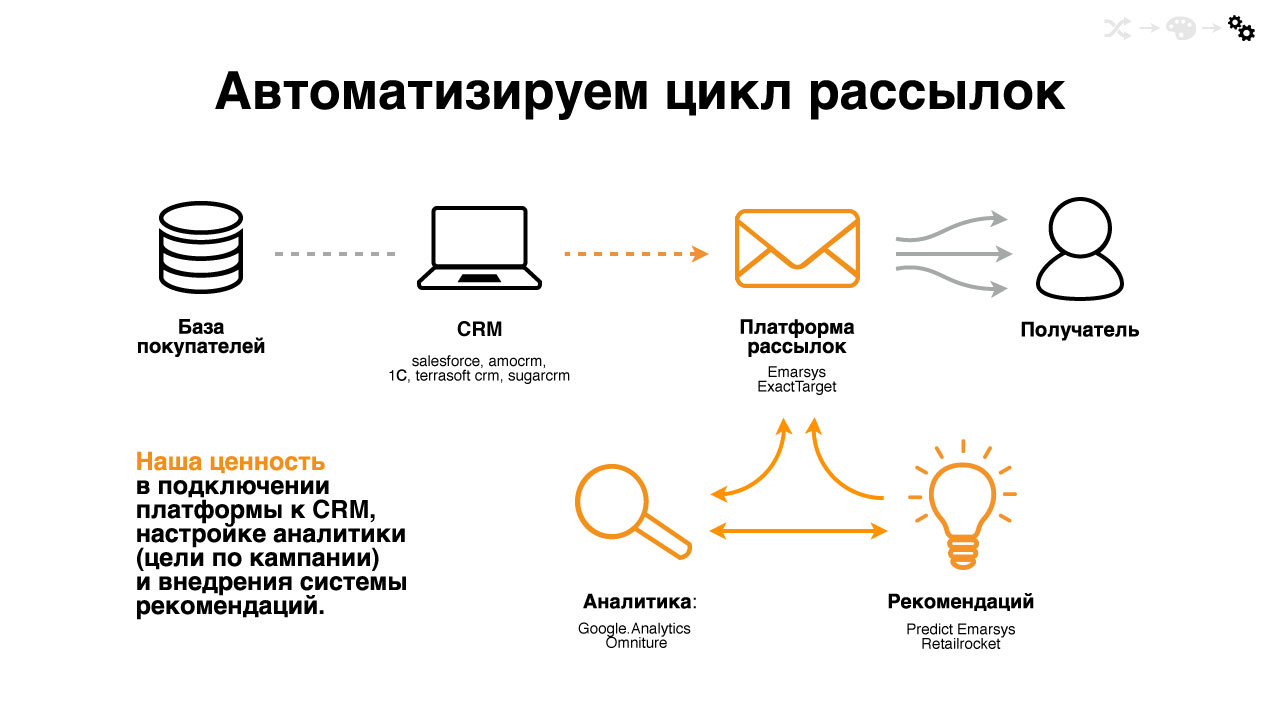 Автоматизируем цикл рассылок
База
покупателей
CRM
salesforce, amocrm,
1C, terrasoft crm, sugarcrm
Платформа
рассылок
Emarsys
ExactTarget
Получатель
Наша ценность
в подключении
платформы к CRM,
настройке аналитики
(цели по кампании)
и внедрения системы
рекомендаций.
Аналитика:
Google.Analytics
Omniture
Рекомендаций
Predict Emarsys
Retailrocket